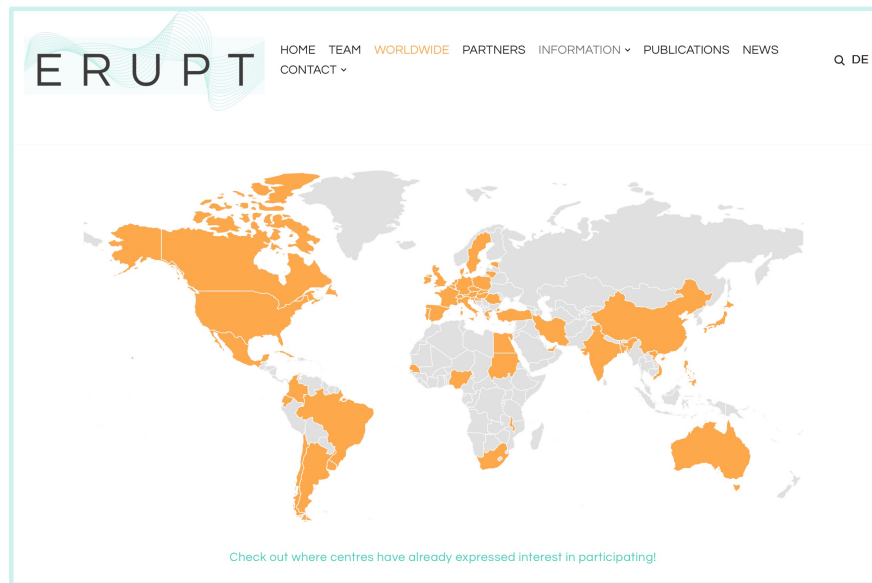 ERUPT
HOME TEAM WORLDWIDE PARTNERS INFORMATION PUBLICATIONS NEWS
CONTACT
DE
Check out where centres have already expressed interest in participating!